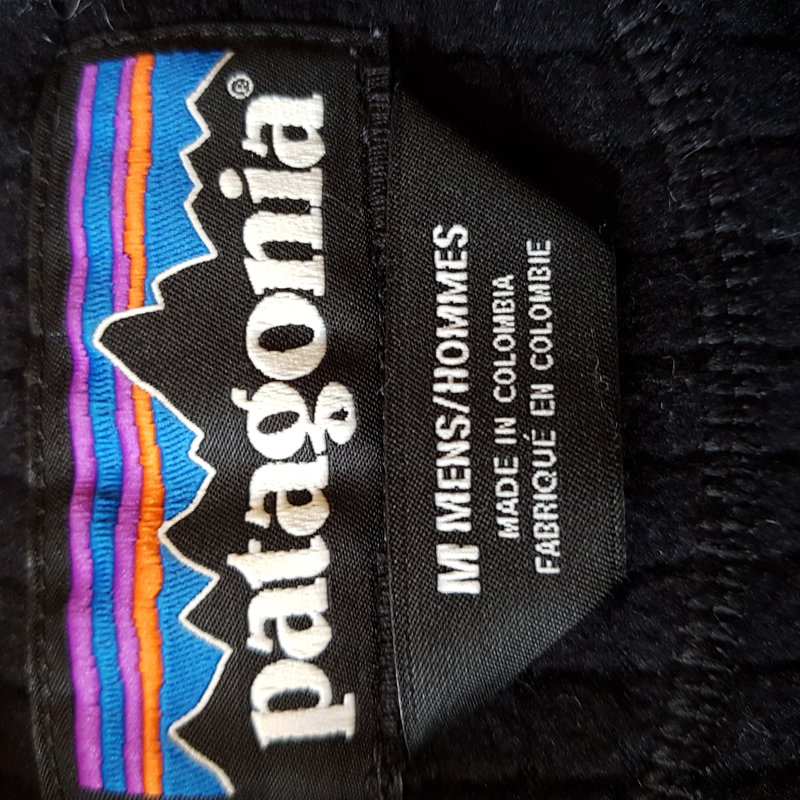 patagonia®
M MENS/HOMMES
MADE IN COLOMBIA
FABRIQUÉ EN COLOMBIE